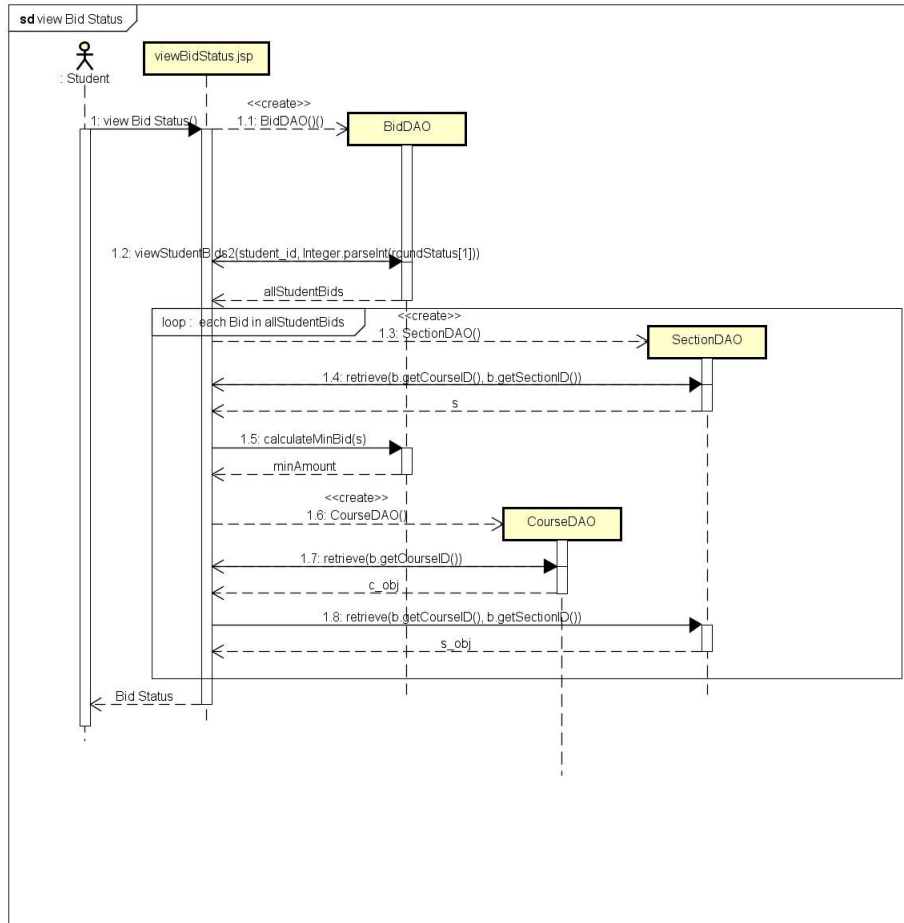 sd view Bid Status
viewBidStatus.jsp
: Student
<<create>>
1: view Bid Status()
1.1: BidDAO()()
BidDAO
1.2: viewStudentBids2(student_id, Integer.parseInt(roundStatus[1]))
allStudentBids
loop : each Bid in allStudentBids
<<create>>
1.3: SectionDAO()
SectionDAO
1.4: retrieve(b.getCourseID(), b.getSectionID())
s
1.5: calculateMinBid(s)
minAmount
<<create>>
1.6: CourseDAO()
CourseDAO
1.7: retrieve(b.getCourseID())
c_obj
1.8: retrieve(b.getCourseID(), b.getSectionID())
s_obj
Bid Status